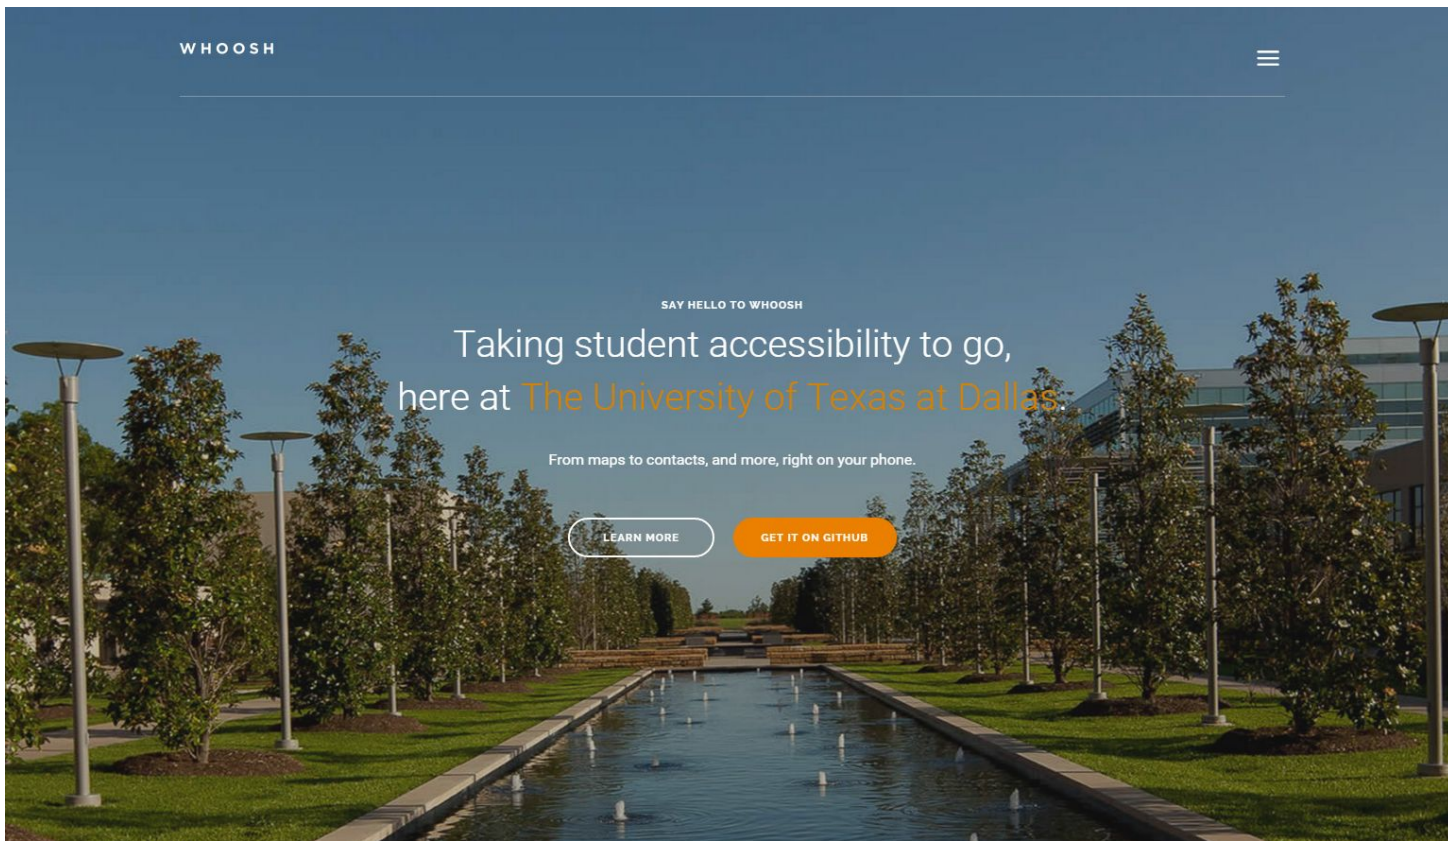 WHOOSH
SAY HELLO TO WHOOSH
Taking student accessibility to go,
here at The University of Texas at Dallas.
From maps to contacts, and more, right on your phone.
LEARN MORE
GET IT ON GITHUB